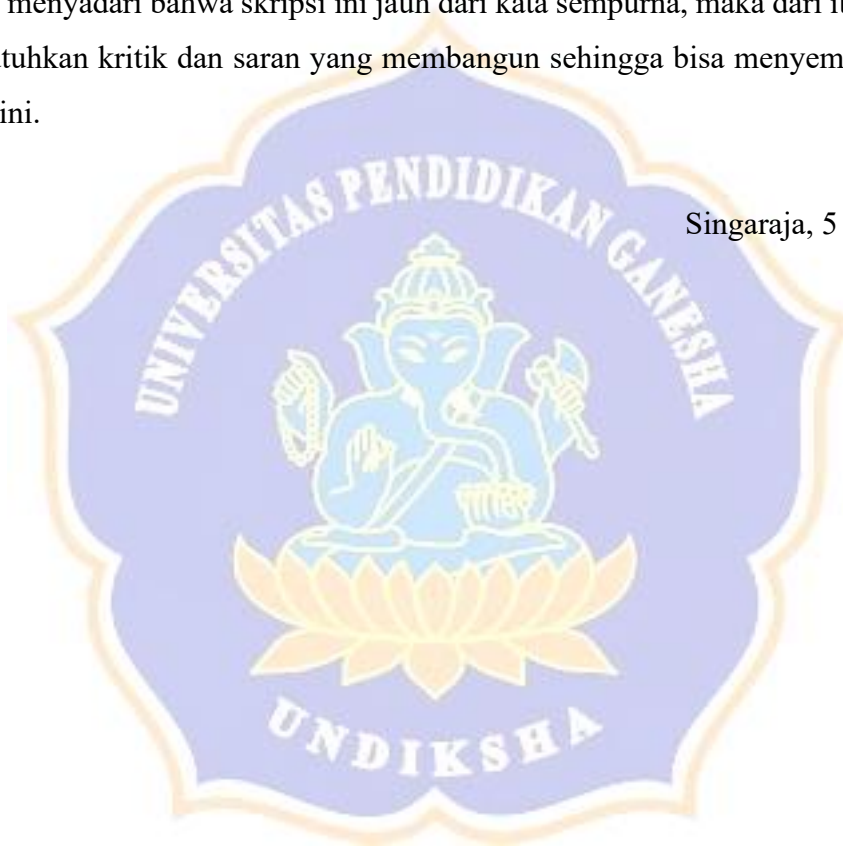 menyadari bahwa skripsi ini jauh dari kata sempurna, maka dari it
tuhkan kritik dan saran yang membangun sehingga bisa menyem
ini.
Singaraja, 5
UNIVERSITAS PENDIDIKAN GANESHA
UNDIKSHA